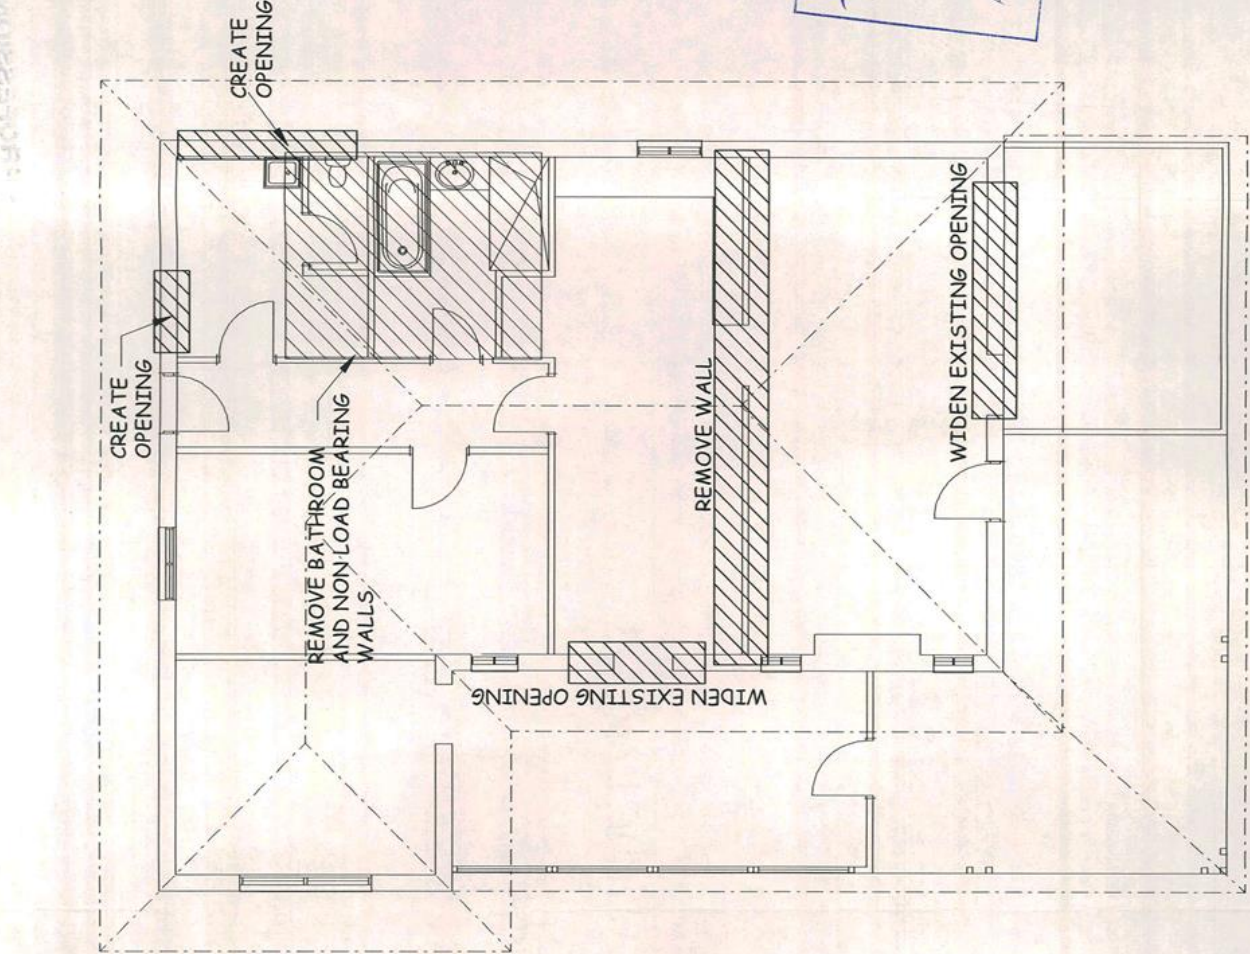 CREATE
OPENING
CREATE
OPENING
REMOVE BATHROOM
AND NON LOAD BEARING
WALLS
REMOVE WALL
WIDEN EXISTING OPENING
WIDEN EXISTING OPENING